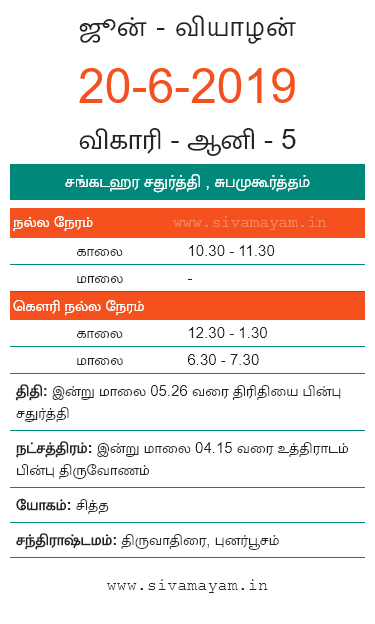 ஜூன் - வியாழன்
20-6-2019
விகாரி - ஆனி - 5
சங்கடஹர சதுர்த்தி , சுபமுகூர்த்தம்
நல்ல நேரம் www.sivamayam.in
காலை 10.30 - 11.30
மாலை -
கௌரி நல்ல நேரம்
காலை 12.30 - 1.30
மாலை 6.30 - 7.30
திதி: இன்று மாலை 05.26 வரை திரிதியை பின்பு
சதுர்த்தி
நட்சத்திரம்: இன்று மாலை 04.15 வரை உத்திராடம்
பின்பு திருவோணம்
யோகம்: சித்த
சந்திராஷ்டமம்: திருவாதிரை, புனர்பூசம்
www.sivamayam.in